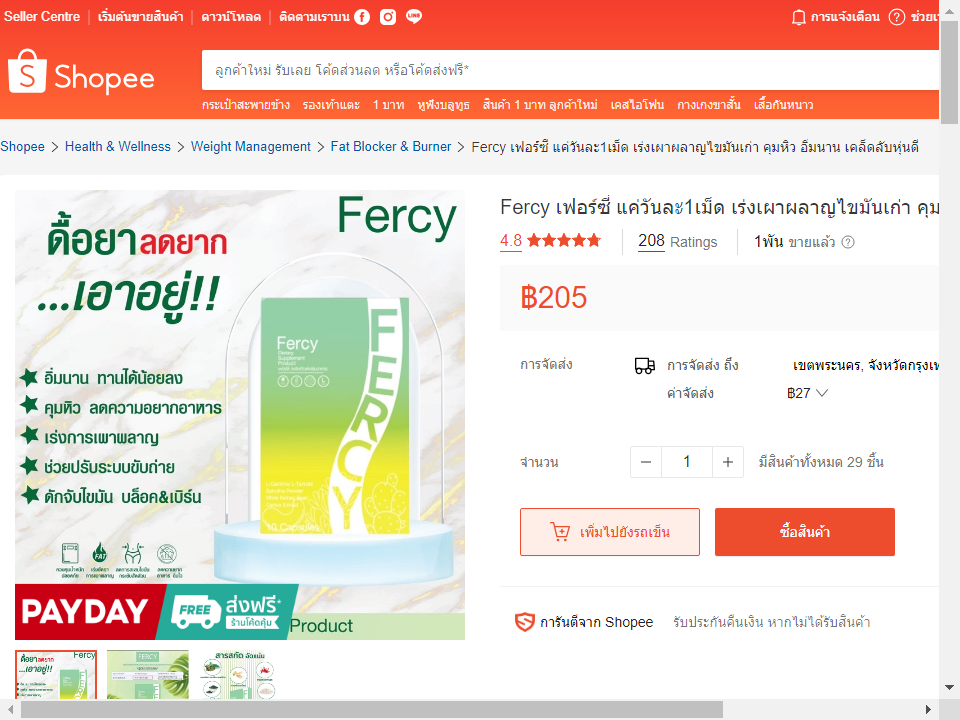 Seller Centre
เริ่มต้นขายสินค้า
ดาวน์โหลด
ติดตามเราบน
LINE
การแจ้งเตือน
Shopee
ลูกค้าใหม่ รับเลย โค้ดส่วนลด หรือโค้ดส่งฟรี*
กระเป๋าสะพายข้าง รองเท้าแตะ 1 บาท หูฟังบลูทูธ สินค้า 1 บาท ลูกค้าใหม่ เคสไอโฟน กางเกงขาสั้น เสื้อกันหนาว
Shopee > Health & Wellness > Weight Management > Fat Blocker & Burner > Fercy เฟอร์ซี่ แค่วันละ1เม็ด เร่งเผาผลาญไขมันเก่า คุมหิว อิ่มนาน เคล็ดลับหุ่นดี
Fercy
ดื้อยาลดยาก
...เอาอยู่!!
อิ่มนาน ทานได้น้อยลง
คุมหิว ลดความอยากอาหาร
เร่งการเผาผลาญ
ช่วยปรับระบบขับถ่าย
ดักจับไขมัน บล็อค&เบิร์น
Fercy
Dietary
Supplement
Product
FERCY
10 Capsules
FAT
PAYDAY
FREE
ส่งฟรี*
ร้านโค้ดคุ้ม
Product
Fercy เฟอร์ซี่ แค่วันละ1เม็ด เร่งเผาผลาญไขมันเก่า
4.8
208 Ratings
1พัน ขายแล้ว
฿205
การจัดส่ง
การจัดส่ง ถึง
เขตพระนคร,
ค่าจัดส่ง
฿27
จำนวน
1
มีสินค้าทั้งหมด 29 ชิ้น
เพิ่มไปยังรถเข็น
ซื้อสินค้า
การันตีจาก Shopee
รับประกันคืนเงิน หากไม่ได้รับสินค้า
Fercy
ดื้อยาลดยาก
...เอาอยู่!!
FERCY
สารสกัด อัดแน่น